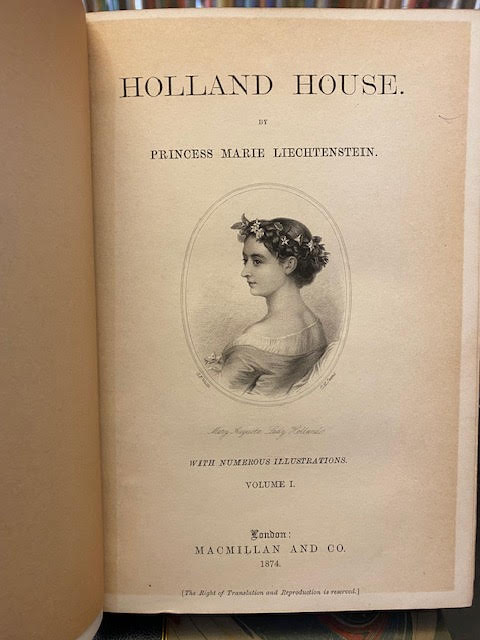 HOLLAND HOUSE.
BY
PRINCESS MARIE LIECHTENSTEIN.
Mary Augusta Lady Holland
WITH NUMEROUS ILLUSTRATIONS.
VOLUME I.
London:
MACMILLAN AND CO.
1874.
[The Right of Translation and Reproduction is reserved.]